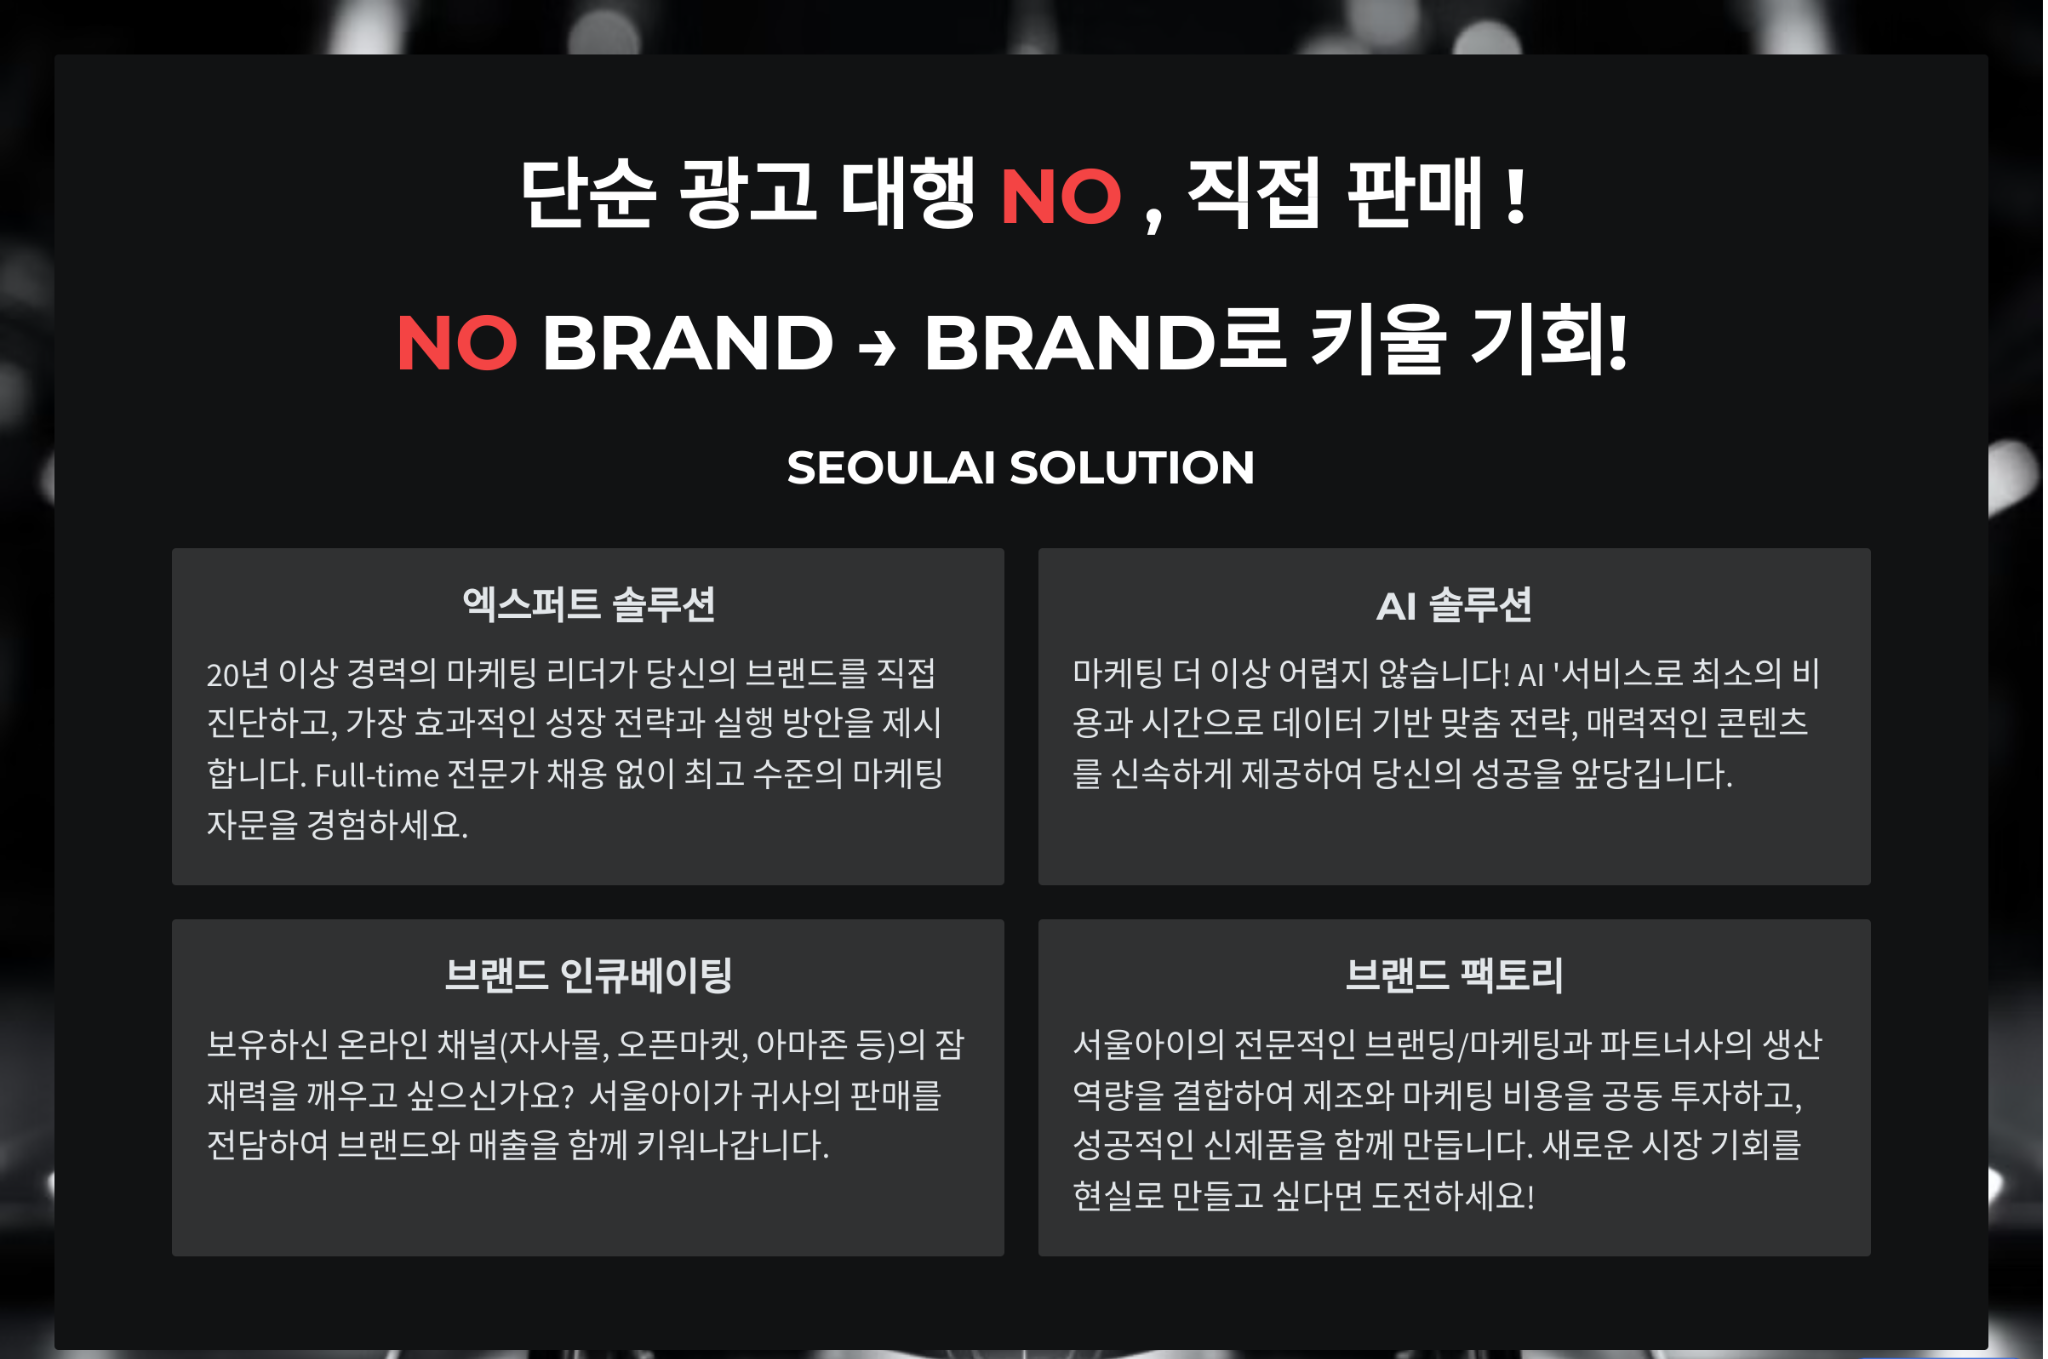 단순 광고 대행 NO , 직접 판매 !
NO BRAND → BRAND로 키울 기회!
SEOULAI SOLUTION
엑스퍼트 솔루션
20년 이상 경력의 마케팅 리더가 당신의 브랜드를 직접
진단하고, 가장 효과적인 성장 전략과 실행 방안을 제시
합니다. Full-time 전문가 채용 없이 최고 수준의 마케팅
자문을 경험하세요.
AI 솔루션
마케팅 더 이상 어렵지 않습니다! AI '서비스로 최소의 비
용과 시간으로 데이터 기반 맞춤 전략, 매력적인 콘텐츠
를 신속하게 제공하여 당신의 성공을 앞당깁니다.
브랜드 인큐베이팅
보유하신 온라인 채널(자사몰, 오픈마켓, 아마존 등)의 잠
재력을 깨우고 싶으신가요?  서울아이가 귀사의 판매를
전담하여 브랜드와 매출을 함께 키워나갑니다.
브랜드 팩토리
서울아이의 전문적인 브랜딩/마케팅과 파트너사의 생산
역량을 결합하여 제조와 마케팅 비용을 공동 투자하고,
성공적인 신제품을 함께 만듭니다. 새로운 시장 기회를
현실로 만들고 싶다면 도전하세요!